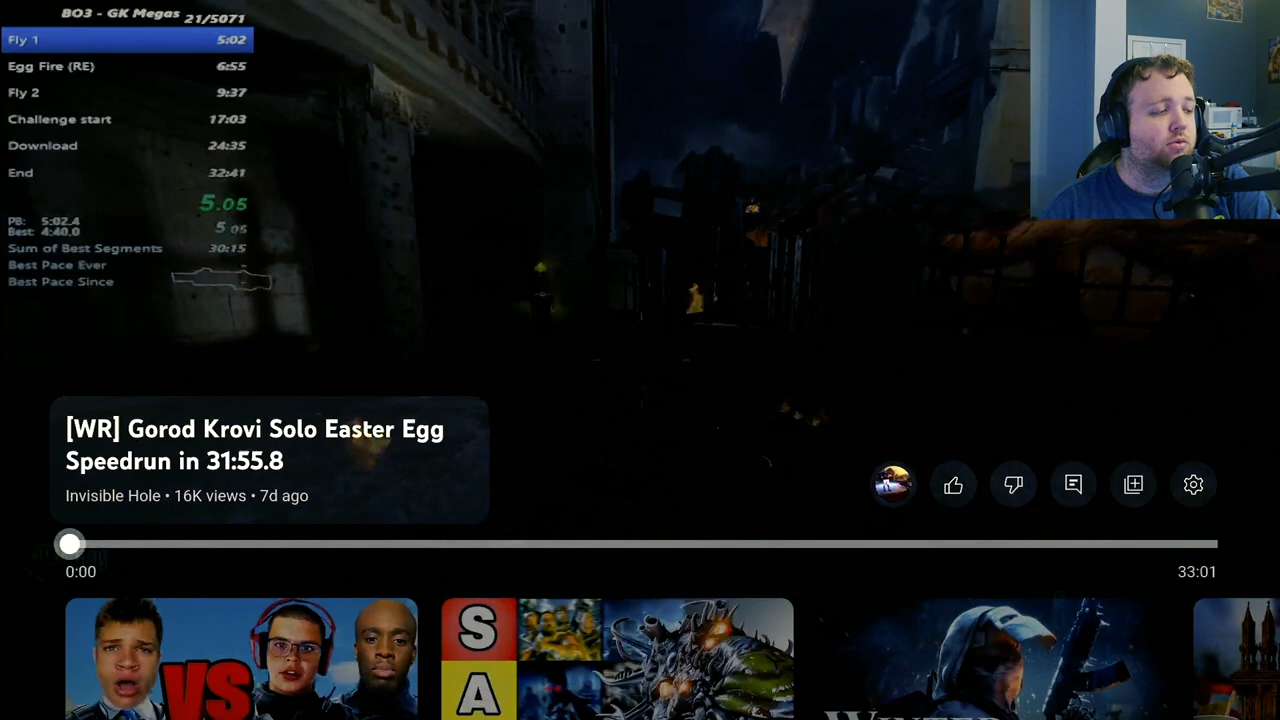 BO3 - GK Megas 21/5071
Fly 1 5:02
Egg Fire (RE) 6:55
Fly 2 9:37
Challenge start 17:03
Download 24:35
End 32:41
5.05
PB: 5:02.4 5 05
Best: 4:40.0
Sum of Best Segments 30:15
Best Pace Ever -
Best Pace Since
[WR] Gorod Krovi Solo Easter Egg
Speedrun in 31:55.8
Invisible Hole • 16K views • 7d ago
0:00 33:01
VS
S
A
WINTER